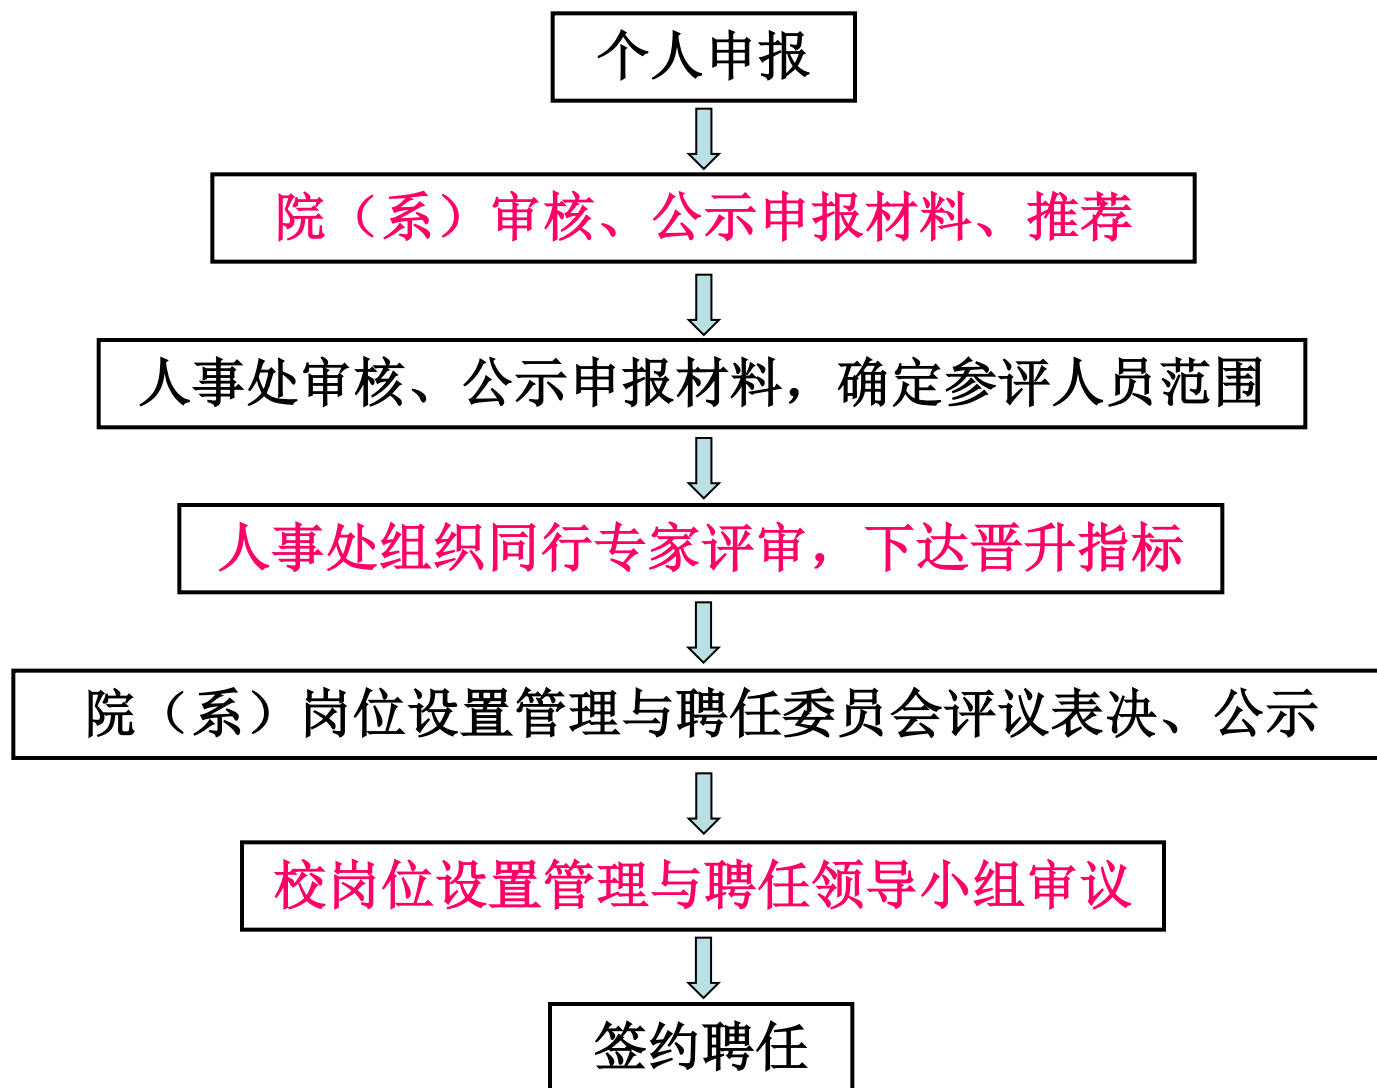 个人申报
院（系）审核、公示申报材料、推荐
人事处审核、公示申报材料，确定参评人员范围
人事处组织同行专家评审，下达晋升指标
院（系）岗位设置管理与聘任委员会评议表决、公示
校岗位设置管理与聘任领导小组审议
签约聘任